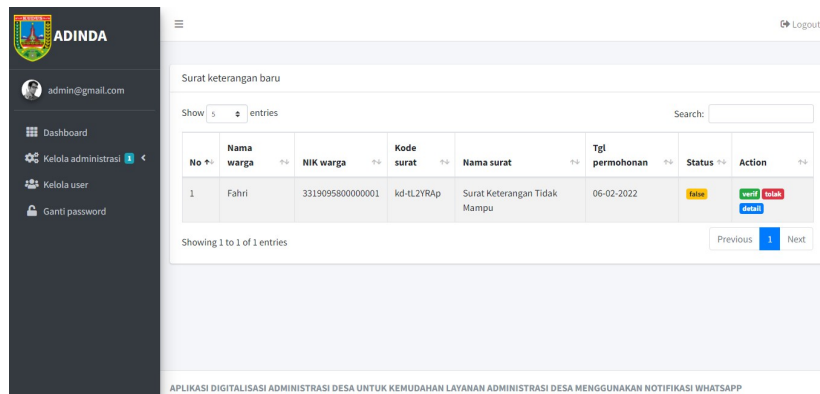 KUDUS
ADINDA
Logout
admin@gmail.com
Dashboard
Kelola administrasi 1
Kelola user
Ganti password
Surat keterangan baru
Show 5 entries
Search:
No
Nama warga
NIK warga
Kode surat
Nama surat
Tgl permohonan
Status
Action
1
Fahri
3319095800000001
kd-tL2YRAp
Surat Keterangan Tidak
Mampu
06-02-2022
false
verif tolak
detail
Showing 1 to 1 of 1 entries
Previous 1 Next
APLIKASI DIGITALISASI ADMINISTRASI DESA UNTUK KEMUDAHAN LAYANAN ADMINISTRASI DESA MENGGUNAKAN NOTIFIKASI WHATSAPP